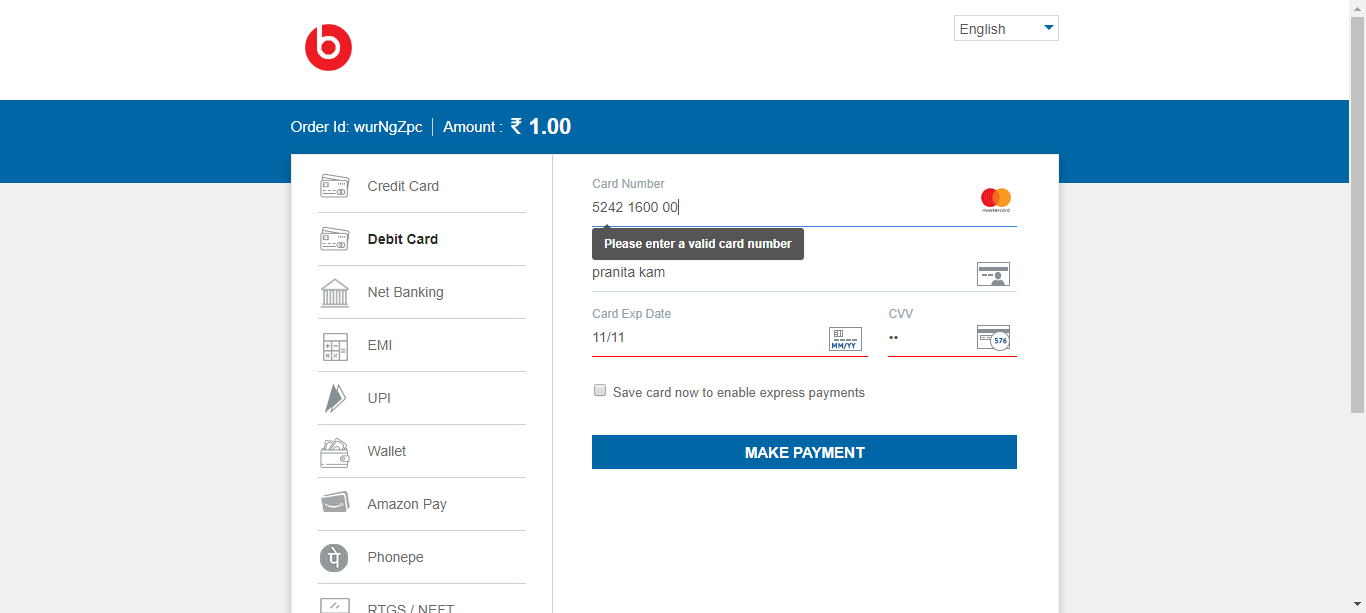 b
English
Order Id: wurNgZpc | Amount : ₹ 1.00
Credit Card
Debit Card
Net Banking
EMI
UPI
Wallet
Amazon Pay
पे
Phonepe
RTGS / NEFT
Card Number
5242 1600 00
mastercard
Please enter a valid card number
pranita kam
Card Exp Date
11/11
MM/YY
CVV
••
576
Save card now to enable express payments
MAKE PAYMENT